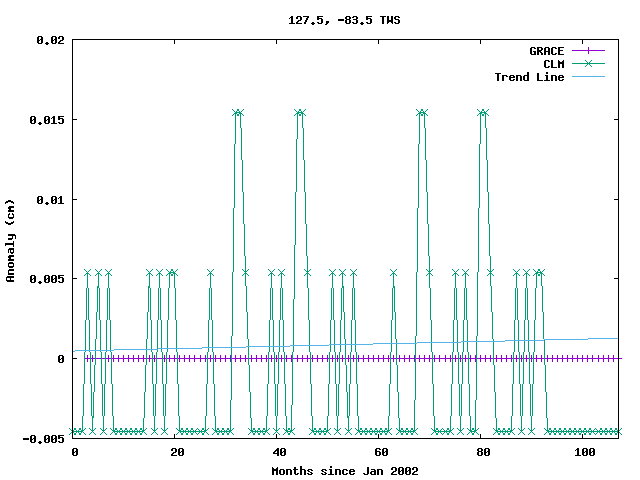 127.5, -83.5 TWS
0.02
0.015
0.01
0.005
0
-0.005
Anomaly (cm)
GRACE
CLM
Trend Line
0 20 40 60 80 100
Months since Jan 2002